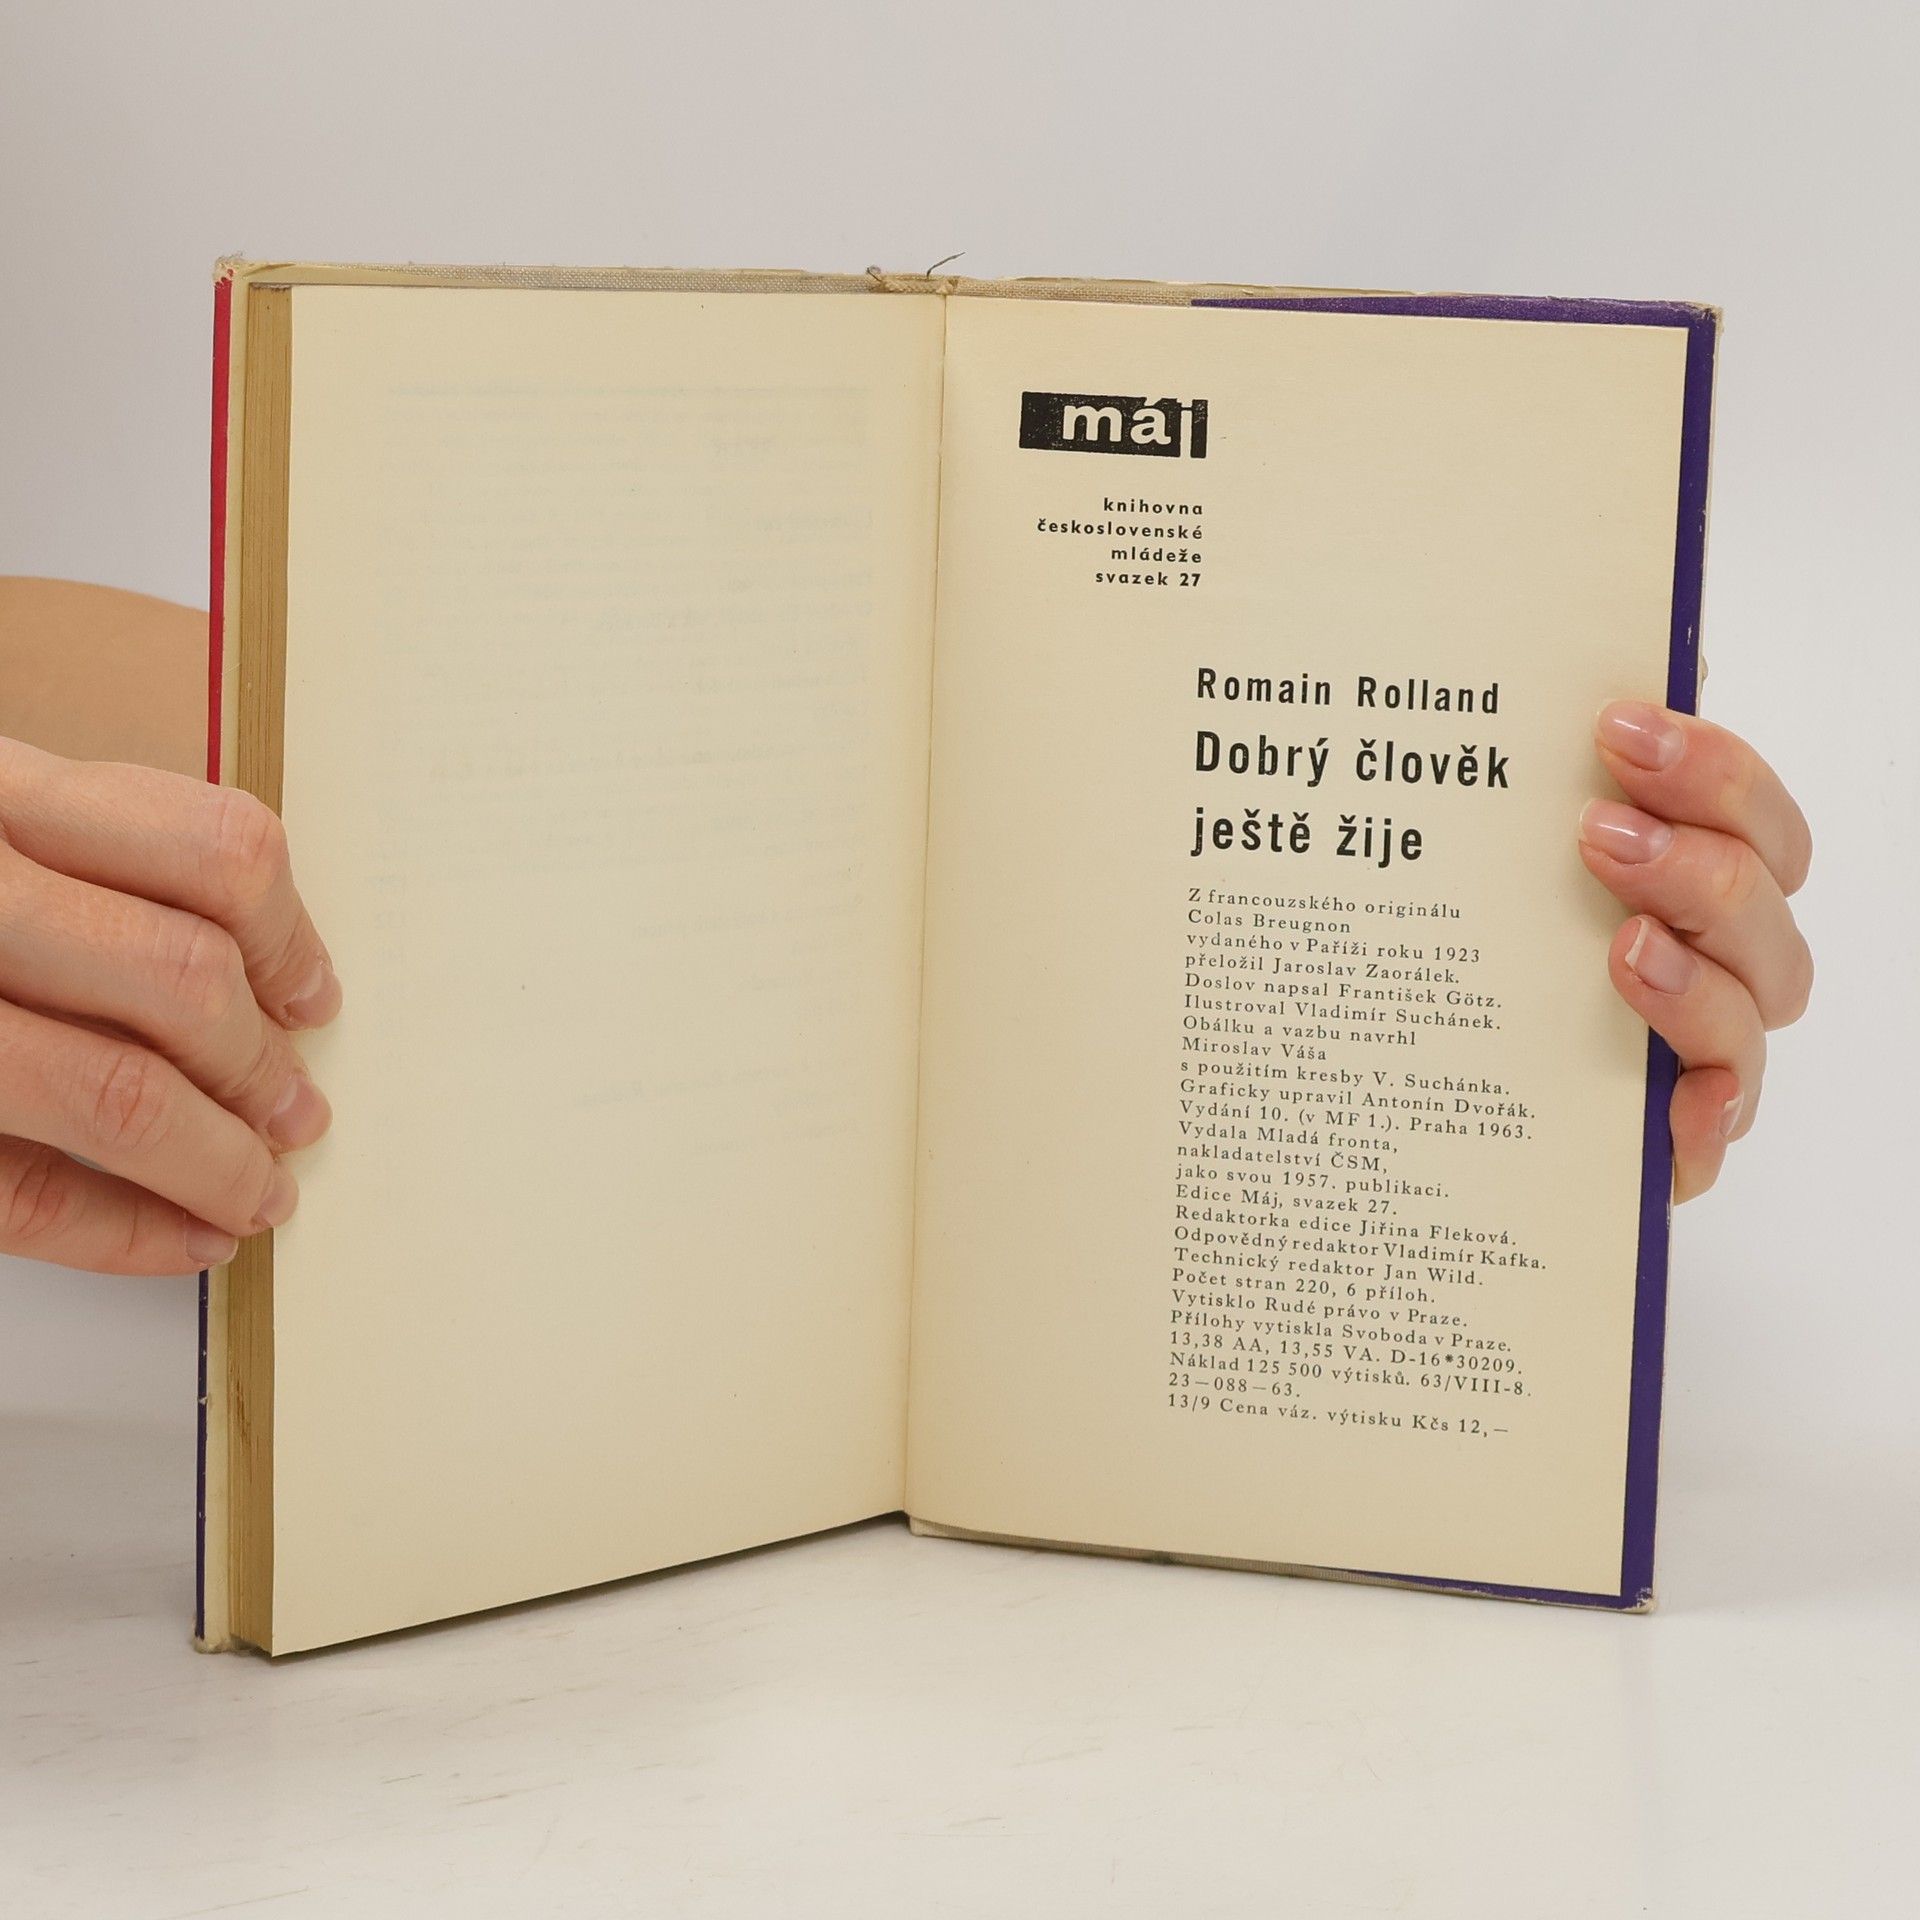 máj
knihovna
československé
mládeže
svazek 27
Romain Rolland
Dobrý člověk
ještě žije
Z francouzského originálu
Colas Breugnon
vydaného v Paříži roku 1923
přeložil Jaroslav Zaorálek.
Doslov napsal František Götz.
Ilustroval Vladimír Suchánek.
Obálku a vazbu navrhl
Miroslav Váša
s použitím kresby V. Suchánka.
Graficky upravil Antonín Dvořák.
Vydání 10. (v MF 1.). Praha 1963.
Vydala Mladá fronta,
nakladatelství ČSM,
jako svou 1957. publikaci.
Edice Máj, svazek 27.
Redaktorka edice Jiřina Fleková.
Odpovědný redaktor Vladimír Kafka.
Technický redaktor Jan Wild.
Počet stran 220, 6 příloh.
Vytisklo Rudé právo v Praze.
Přílohy vytiskla Svoboda v Praze.
13,38 AA, 13,55 VA. D-16*30209.
Náklad 125 500 výtisků. 63/VIII-8.
23—088—63.
13/9 Cena váz. výtisku Kčs 12,—